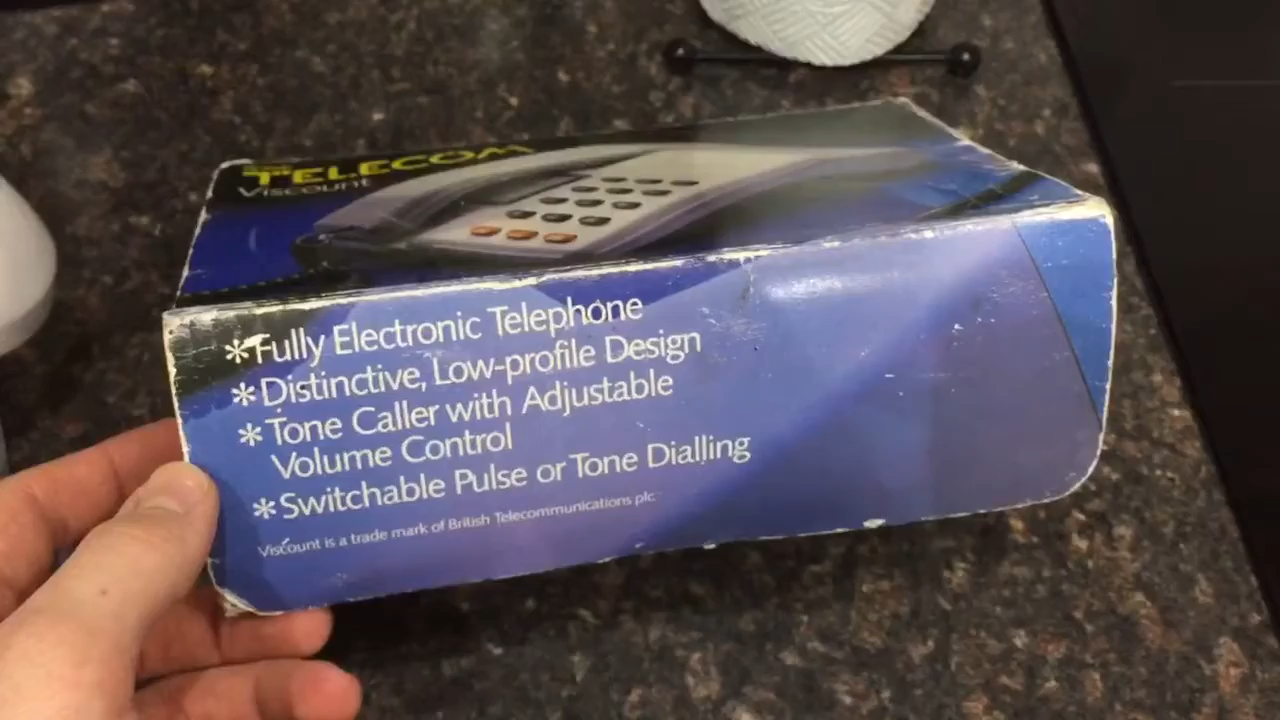 TELECOM
Viscount
*Fully Electronic Telephone
*Distinctive, Low-profile Design
*Tone Caller with Adjustable
Volume Control
*Switchable Pulse or Tone Dialling
Viscount is a trade mark of British Telecommunications plc